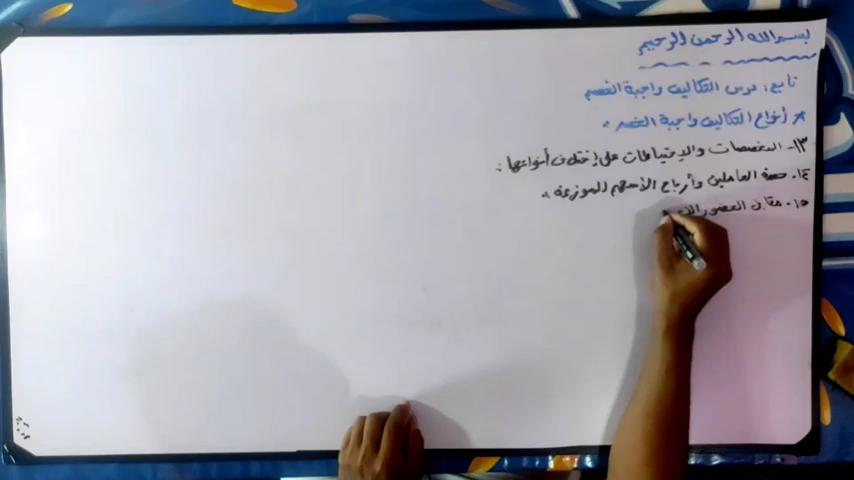 بسم الله الرحمن الرحيم
تابع: درس التكاليف واجبة الخصم
* أنواع التكاليف واجبة الخصم.
١٣- المخصصات والإحتياطات على إختلاف أنواعها:
١٤- حصة العاملين وأرباح الأسهم الموزعة.
١٥- مقابل الحضور